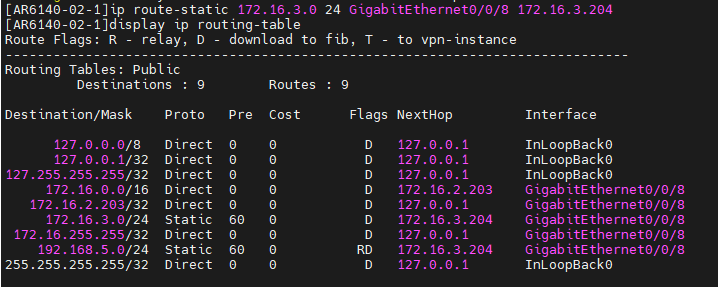 [AR6140-02-1]ip route-static 172.16.3.0 24 GigabitEthernet0/0/8 172.16.3.204
[AR6140-02-1]display ip routing-table
Route Flags: R - relay, D - download to fib, T - to vpn-instance
------------------------------------------------------------------------------
Routing Tables: Public
         Destinations : 9        Routes : 9

Destination/Mask    Proto   Pre  Cost      Flags NextHop         Interface

      127.0.0.0/8   Direct  0    0           D   127.0.0.1       InLoopBack0
      127.0.0.1/32  Direct  0    0           D   127.0.0.1       InLoopBack0
127.255.255.255/32  Direct  0    0           D   127.0.0.1       InLoopBack0
     172.16.0.0/16  Direct  0    0           D   172.16.2.203    GigabitEthernet0/0/8
   172.16.2.203/32  Direct  0    0           D   127.0.0.1       GigabitEthernet0/0/8
     172.16.3.0/24  Static  60   0           D   172.16.3.204    GigabitEthernet0/0/8
 172.16.255.255/32  Direct  0    0           D   127.0.0.1       GigabitEthernet0/0/8
    192.168.5.0/24  Static  60   0          RD   172.16.3.204    GigabitEthernet0/0/8
255.255.255.255/32  Direct  0    0           D   127.0.0.1       InLoopBack0